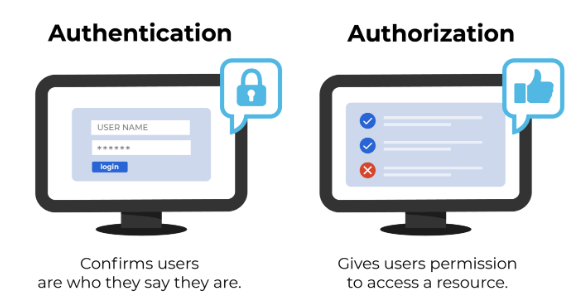 Authentication
Authorization
USER NAME
******
login
Confirms users
are who they say they are.
Gives users permission
to access a resource.